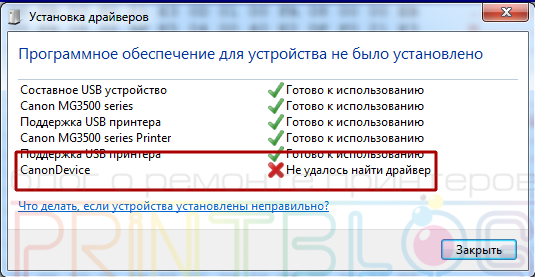 Установка драйверов
Программное обеспечение для устройства не было установлено
Составное USB устройство Готово к использованию
Canon MG3500 series Готово к использованию
Поддержка USB принтера Готово к использованию
Canon MG3500 series Printer Готово к использованию
Поддержка USB принтера Готово к использованию
CanonDevice Не удалось найти драйвер
Блог о ремонте принтеров
Что делать, если устройства установлены неправильно?
PRINTBLOG
Закрыть